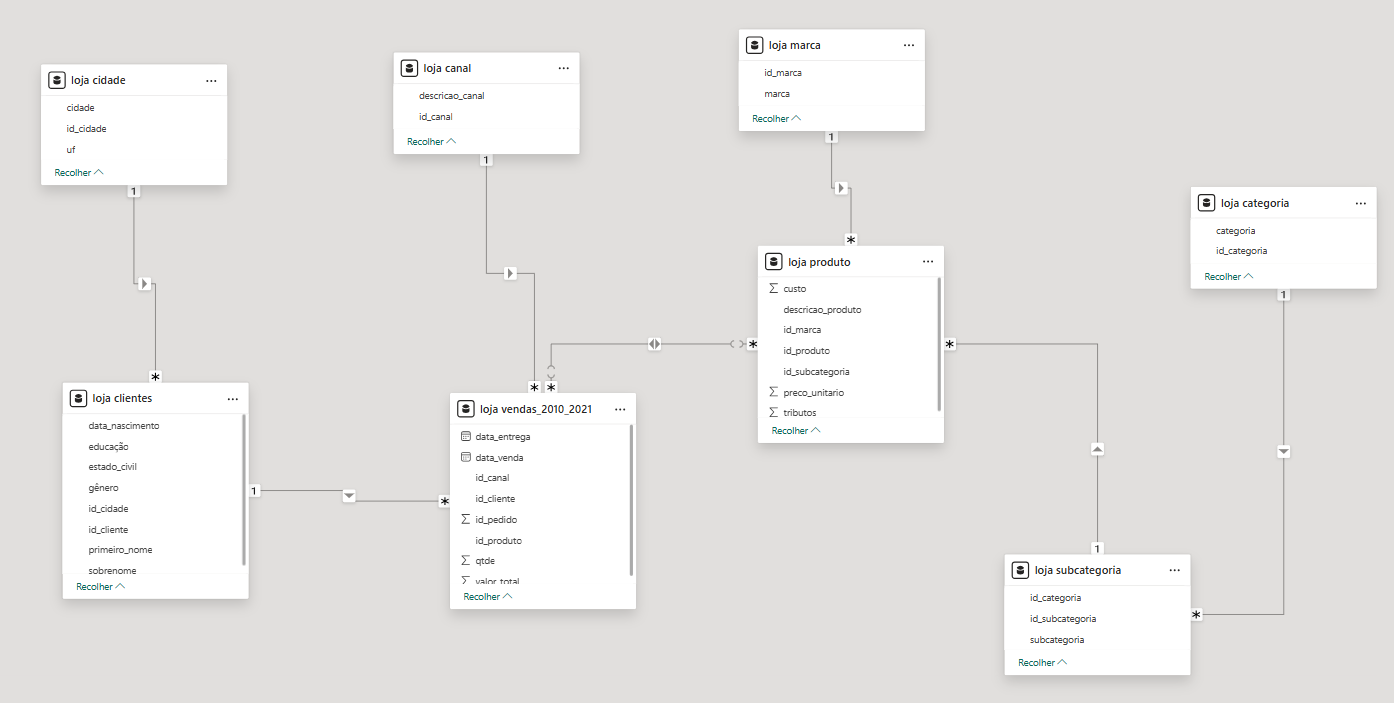 loja cidade
cidade
id_cidade
uf
Recolher
1
*
loja canal
descricao_canal
id_canal
Recolher
1
*
loja marca
id_marca
marca
Recolher
1
*
loja categoria
categoria
id_categoria
Recolher
1
*
loja produto
Σ custo
descricao_produto
id_marca
id_produto
id_subcategoria
Σ preco_unitario
Σ tributos
Recolher
*
*
loja clientes
data_nascimento
educação
estado_civil
gênero
id_cidade
id_cliente
primeiro_nome
sobrenome
Recolher
1
*
loja vendas_2010_2021
data_entrega
data_venda
id_canal
id_cliente
Σ id_pedido
id_produto
Σ qtde
Σ valor_total
Recolher
*
loja subcategoria
id_categoria
id_subcategoria
subcategoria
Recolher
1